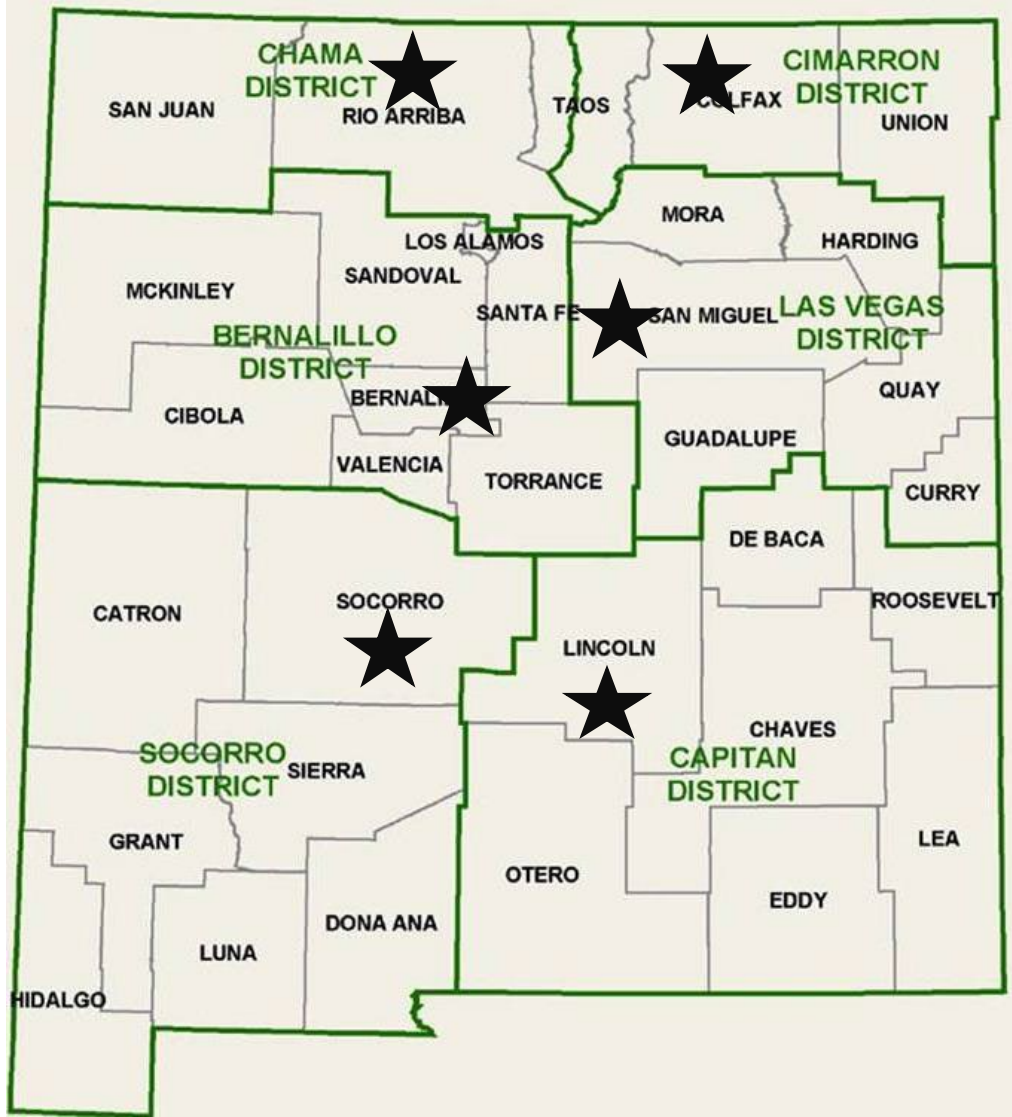 CHAMA
DISTRICT
CIMARRON
DISTRICT
SAN JUAN
RIO ARRIBA
TAOS
COLFAX
UNION
MORA
HARDING
LOS ALAMOS
SANDOVAL
MCKINLEY
SANTA FE
SAN MIGUEL
LAS VEGAS
DISTRICT
BERNALILLO
DISTRICT
QUAY
BERNALI
CIBOLA
GUADALUPE
VALENCIA
TORRANCE
CURRY
DE BACA
CATRON
SOCORRO
ROOSEVELT
LINCOLN
CHAVES
SOCORRO
DISTRICT
SIERRA
CAPITAN
DISTRICT
GRANT
LEA
OTERO
EDDY
DONA ANA
LUNA
HIDALGO